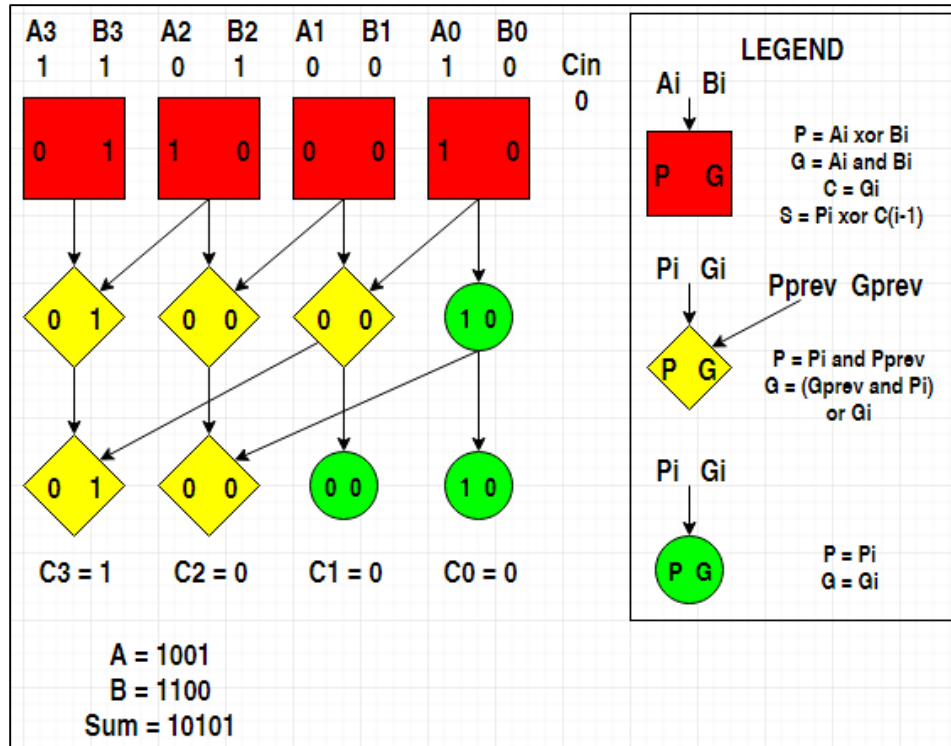 A3 B3 A2 B2 A1 B1 A0 B0
1 1 0 1 0 0 1 0 Cin
0
0 1 1 0 0 0 1 0
0 1 0 0 0 0 1 0
0 1 0 0 0 0 1 0
C3 = 1 C2 = 0 C1 = 0 C0 = 0
A = 1001
B = 1100
Sum = 10101
LEGEND
Ai Bi
P G
P = Ai xor Bi
G = Ai and Bi
C = Gi
S = Pi xor C(i-1)
Pi Gi
Pprev Gprev
P G
P = Pi and Pprev
G = (Gprev and Pi)
or Gi
Pi Gi
P G
P = Pi
G = Gi